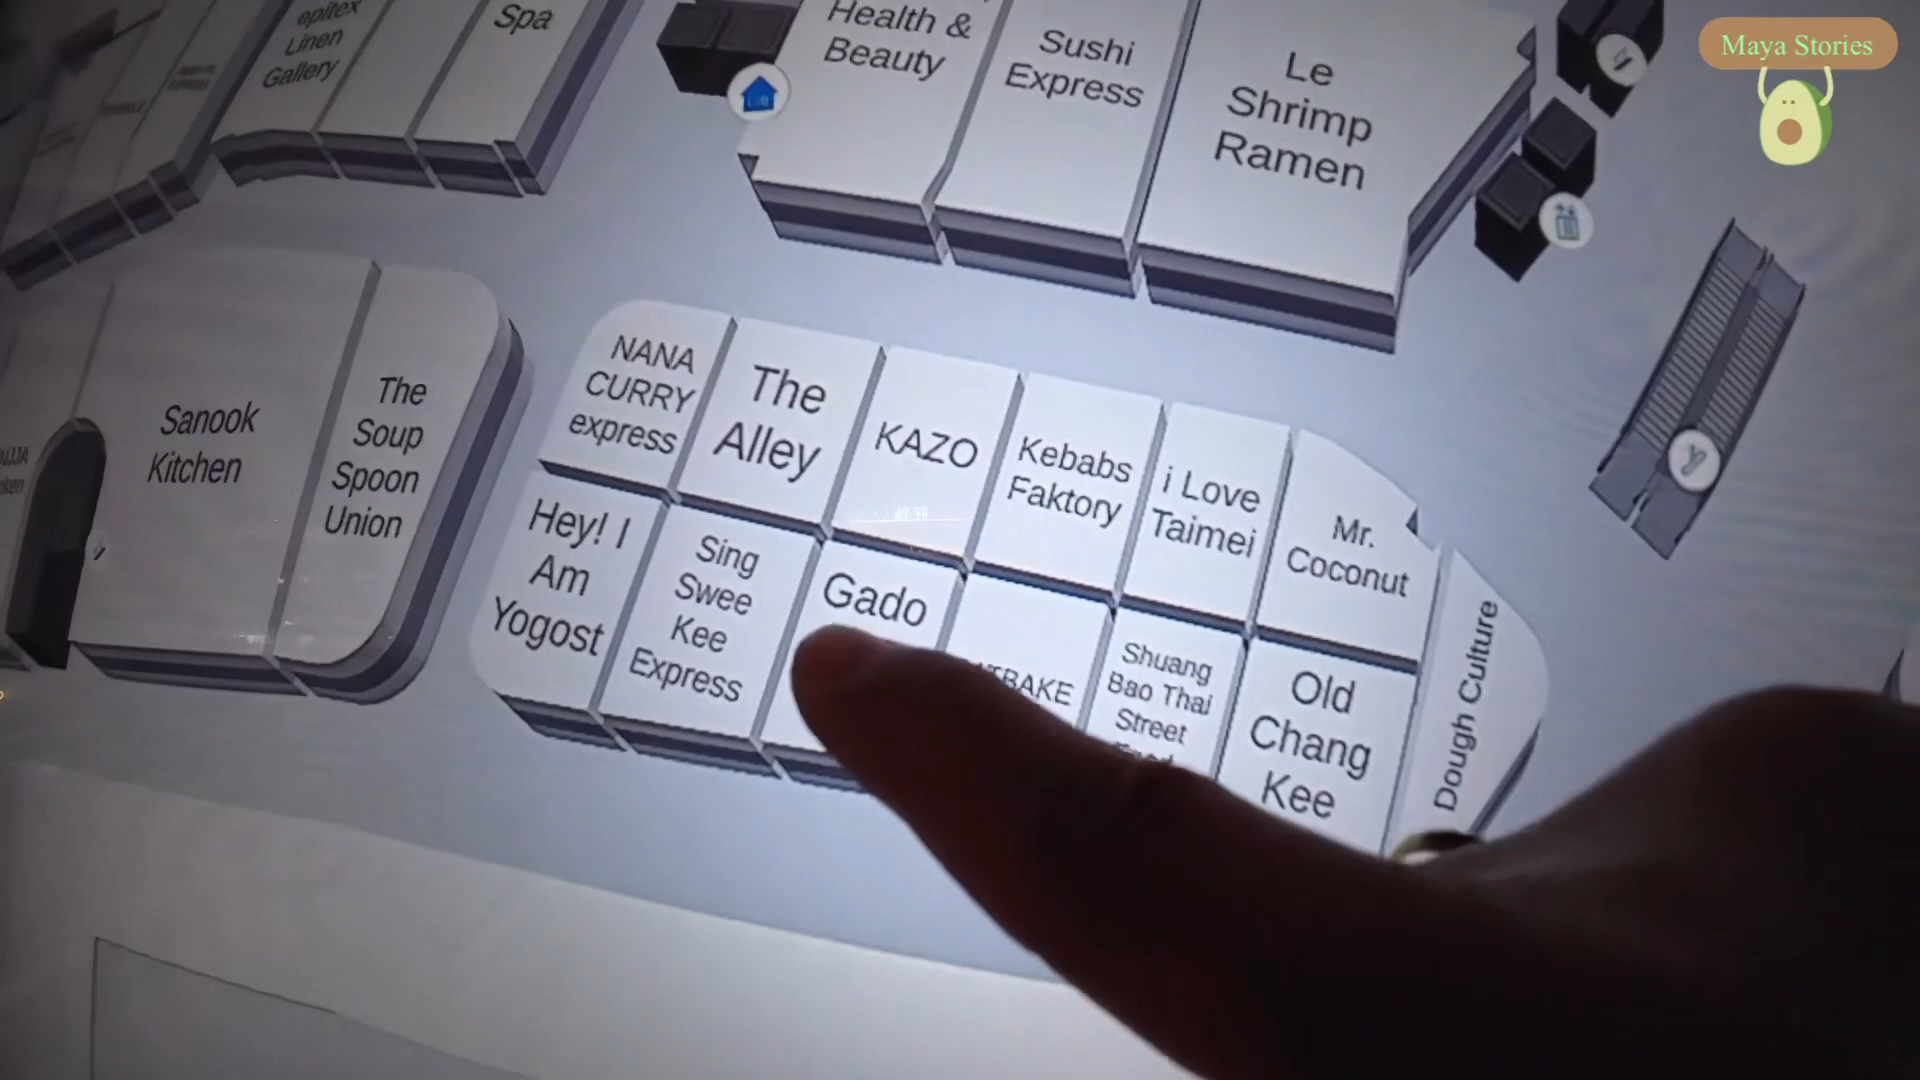 epitex
Linen
Gallery
Spa
Health &
Beauty
Sushi
Express
Le
Shrimp
Ramen
Maya Stories
Lift
Sanook
Kitchen
The
Soup
Spoon
Union
NANA
CURRY
express
The
Alley
KAZO
Kebabs
Faktory
i Love
Taimei
Mr.
Coconut
Hey! I
Am
Yogost
Sing
Swee
Kee
Express
Gado
Shuang
Bao Thai
Street
Old
Chang
Kee
Dough Culture